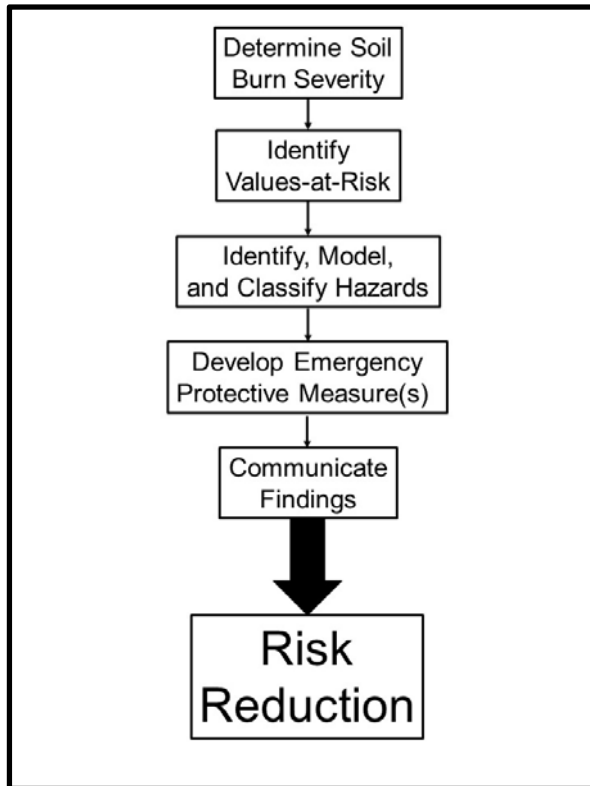 Determine Soil
Burn Severity
Identify
Values-at-Risk
Identify, Model,
and Classify Hazards
Develop Emergency
Protective Measure(s)
Communicate
Findings
Risk
Reduction